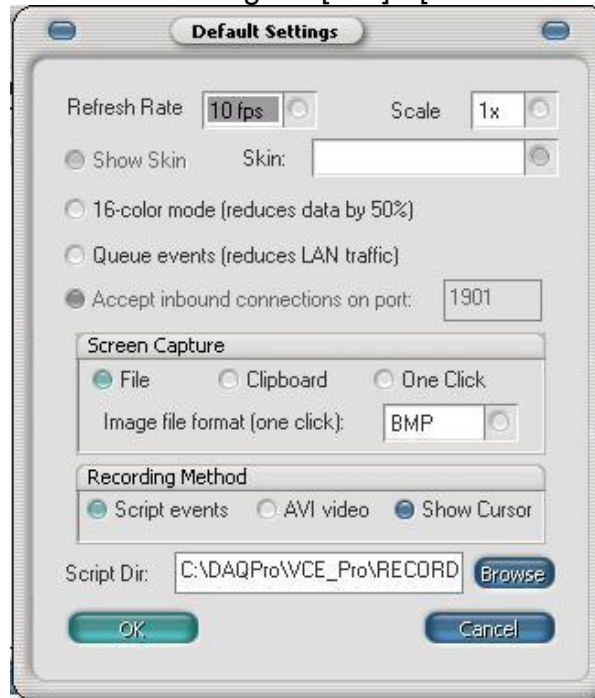 Default Settings
Refresh Rate 10 fps Scale 1x
Show Skin Skin:
16-color mode (reduces data by 50%)
Queue events (reduces LAN traffic)
Accept inbound connections on port: 1901
Screen Capture
File Clipboard One Click
Image file format (one click): BMP
Recording Method
Script events AVI video Show Cursor
Script Dir: C:\DAQPro\VCE_Pro\RECORD Browse
OK Cancel